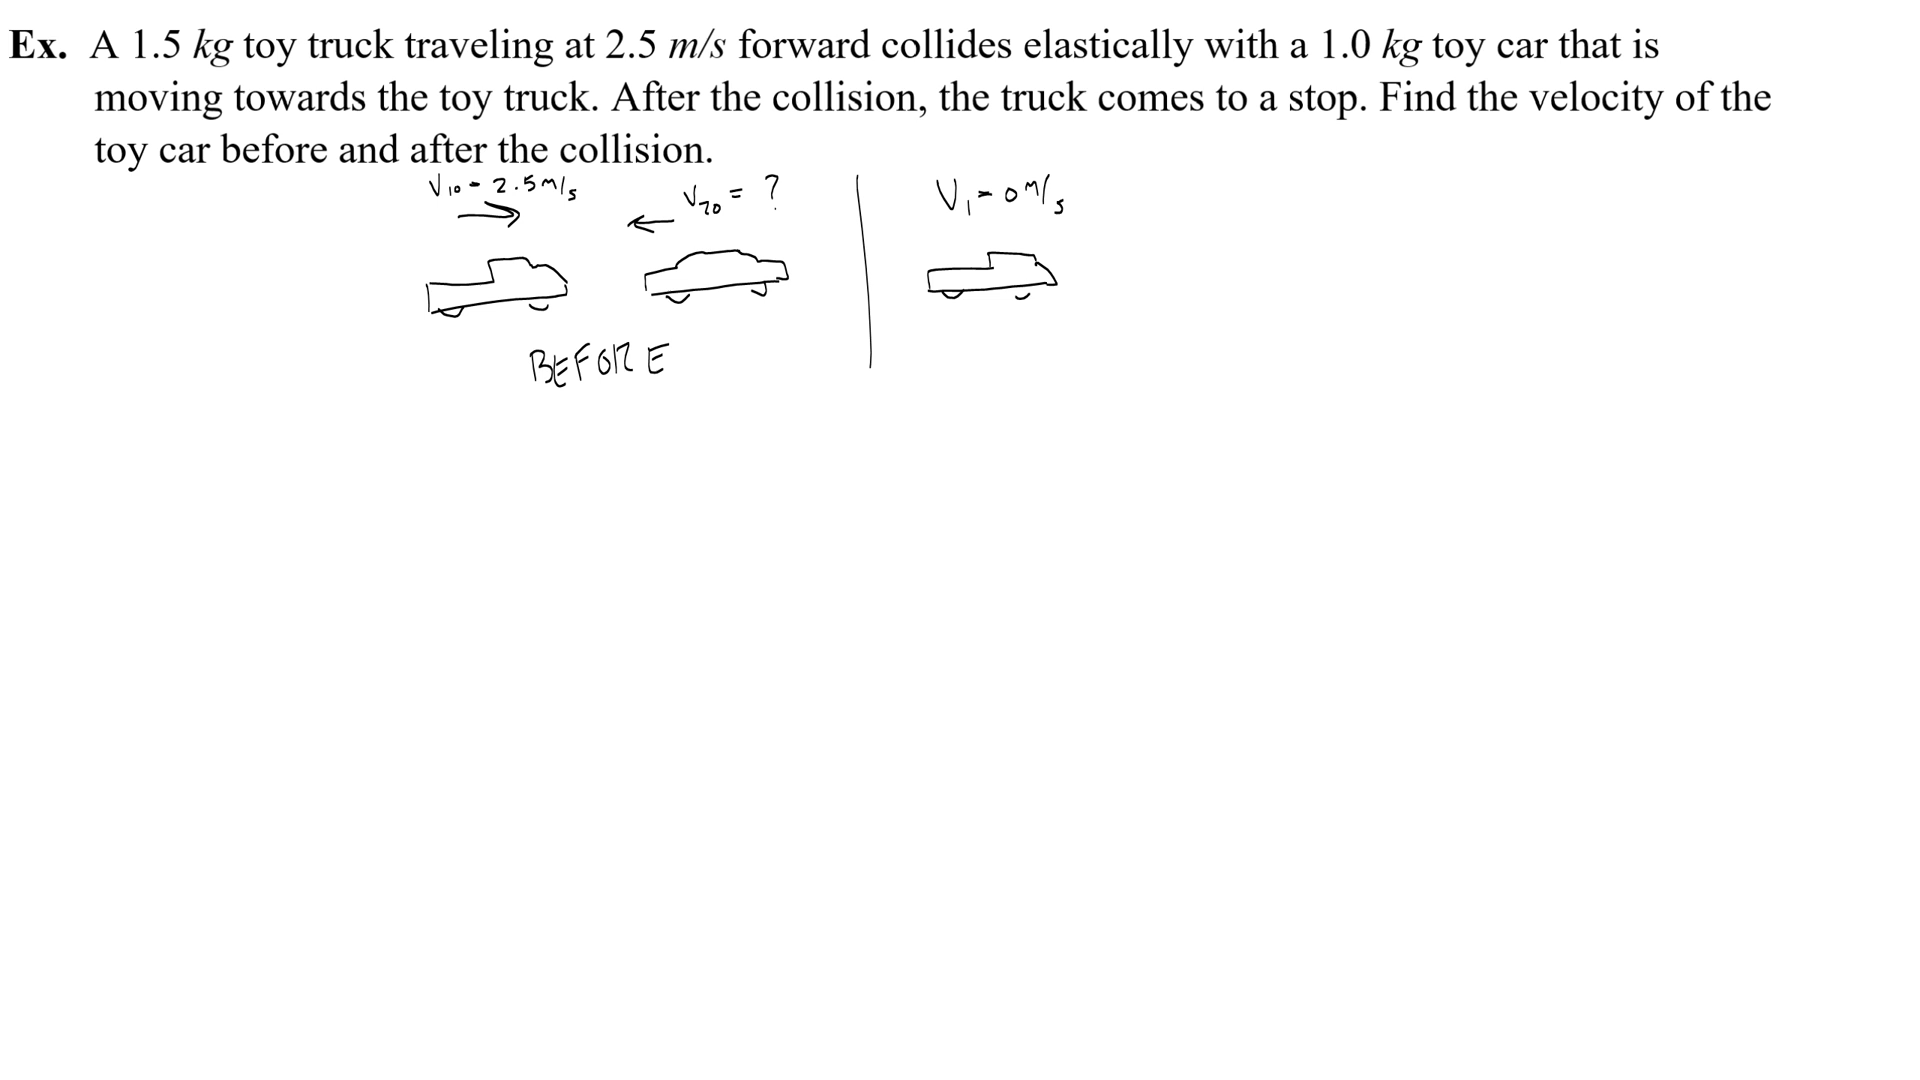 Ex. A 1.5 kg toy truck traveling at 2.5 m/s forward collides elastically with a 1.0 kg toy car that is
moving towards the toy truck. After the collision, the truck comes to a stop. Find the velocity of the
toy car before and after the collision.
V₁₀ = 2.5 m/s
V₂₀ = ?
V₁ = 0 m/s
BEFORE